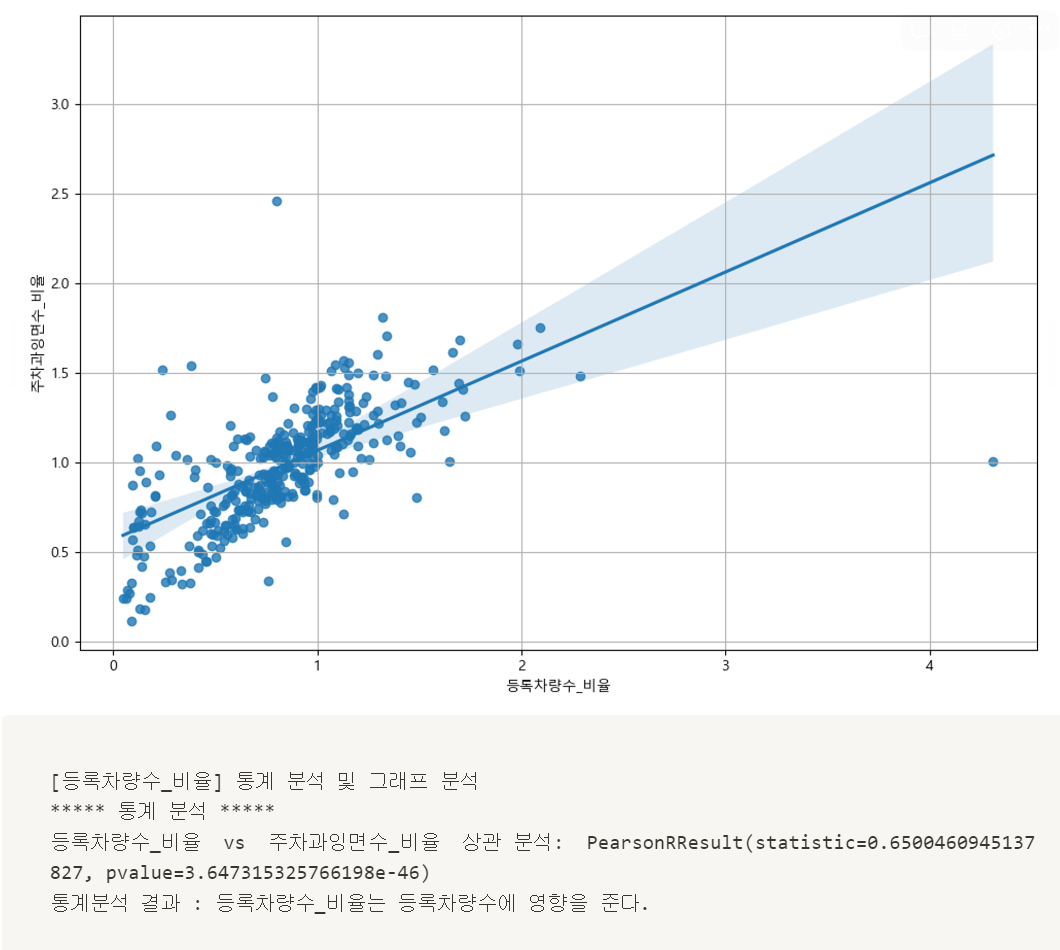 3.0
2.5
2.0
주차과잉면수_비율
1.5
1.0
0.5
0.0
0 1 2 3 4
등록차량수_비율
[등록차량수_비율] 통계 분석 및 그래프 분석
***** 통계 분석 *****
등록차량수_비율 vs 주차과잉면수_비율 상관 분석: PearsonRResult(statistic=0.6500460945137
827, pvalue=3.647315325766198e-46)
통계분석 결과 : 등록차량수_비율는 등록차량수에 영향을 준다.